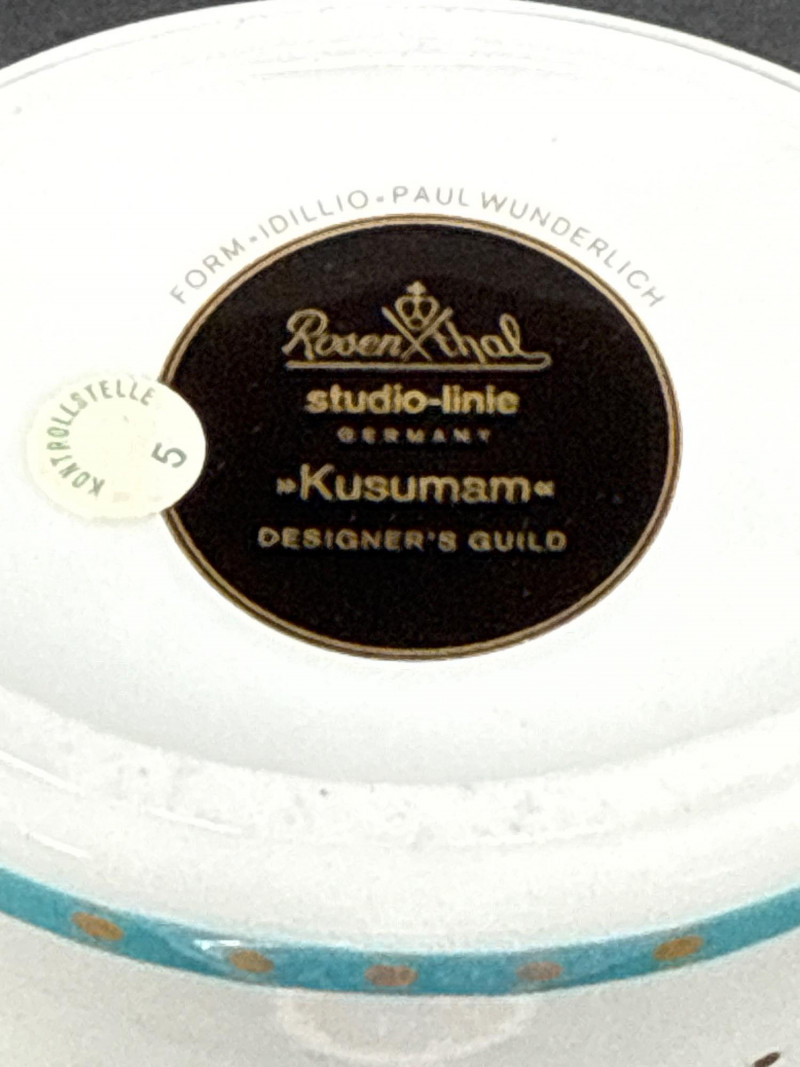 FORM•IDILLIO•PAUL WUNDERLICH
Rosenthal
studio-linie
GERMANY
»Kusumam«
DESIGNER'S GUILD
KONTROLLSTELLE
5